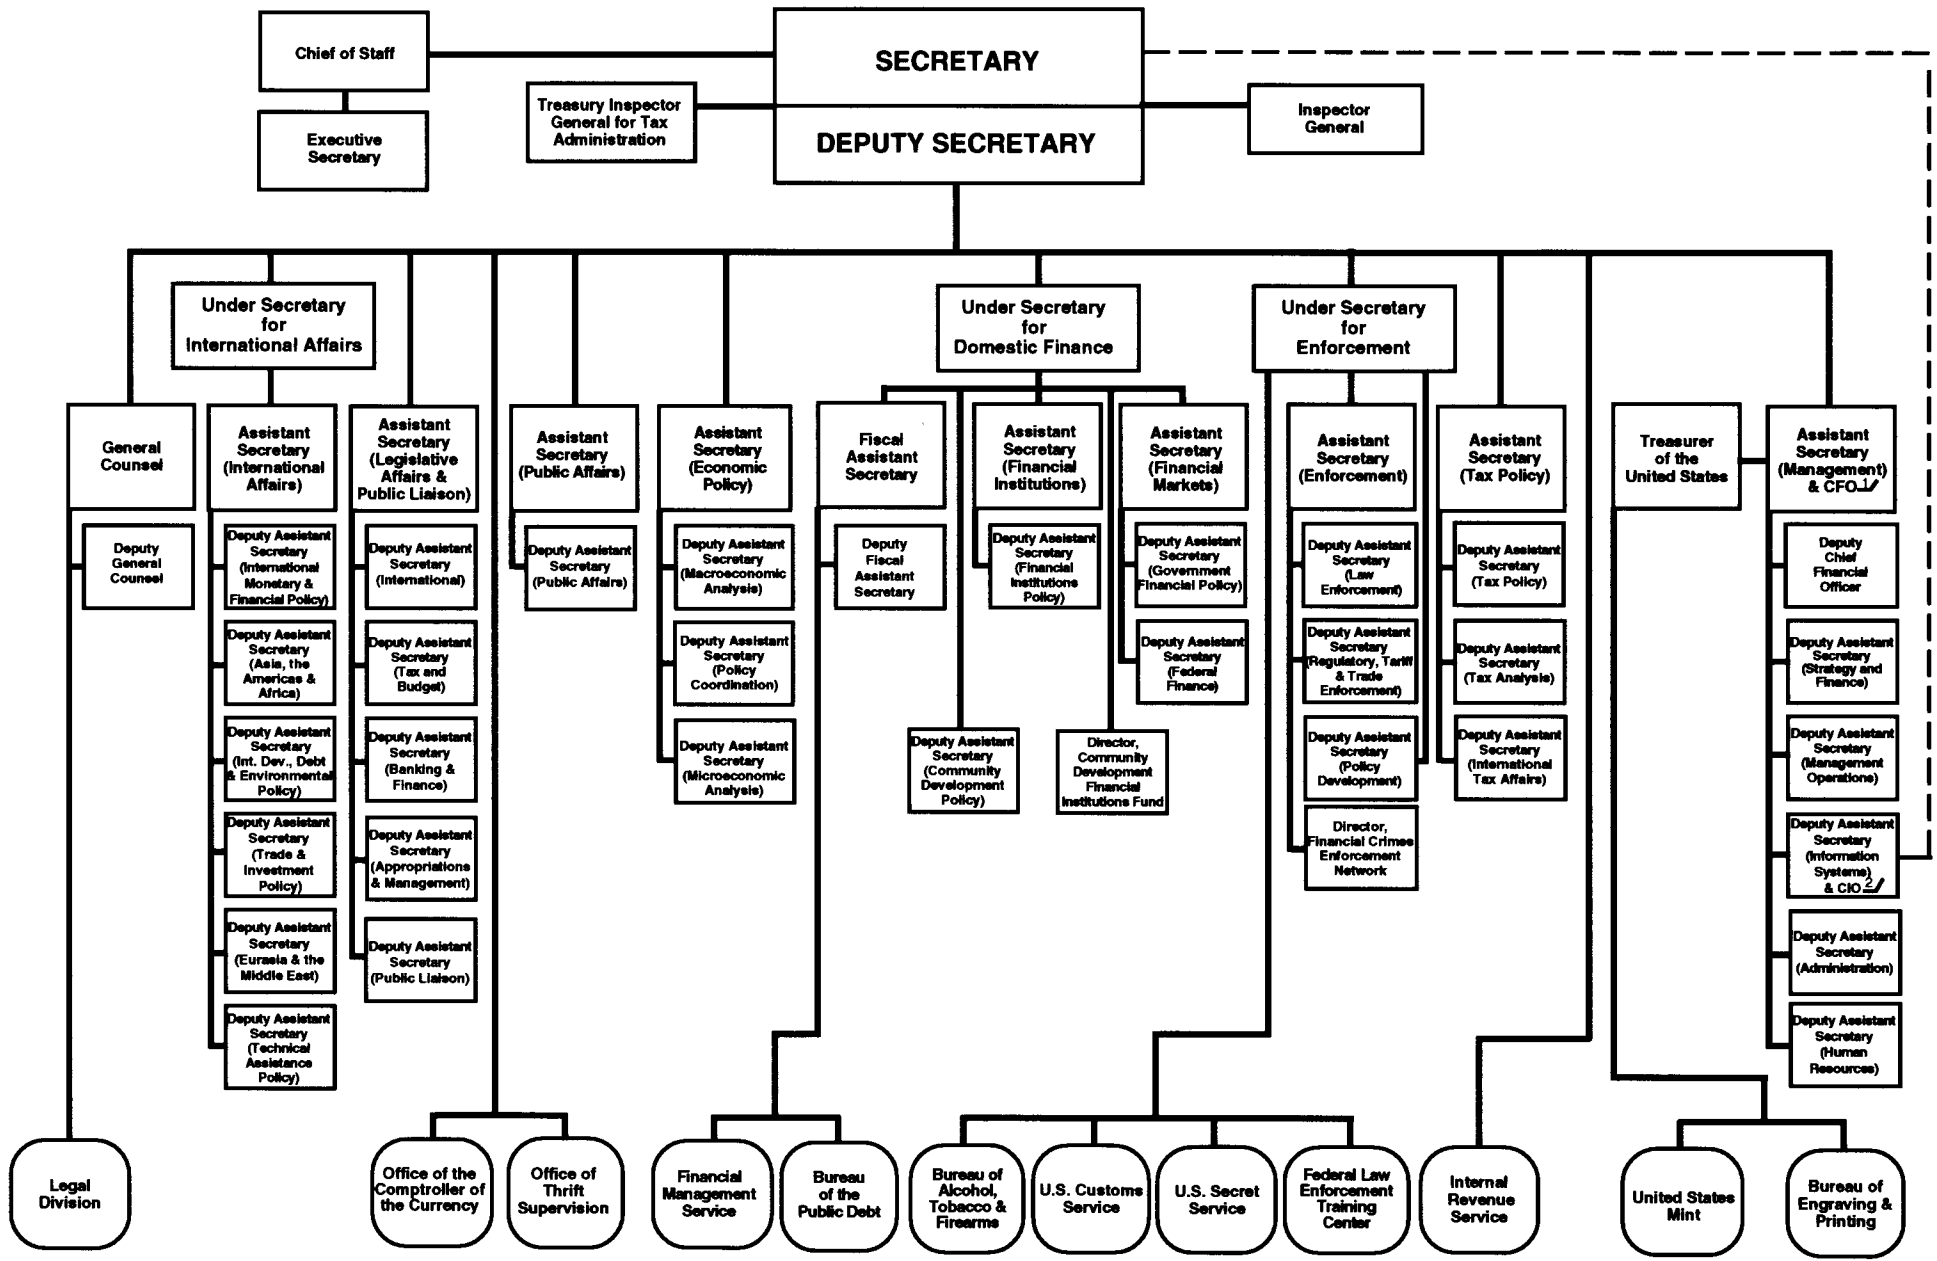 Chief of Staff
SECRETARY
Executive
Secretary
Treasury Inspector
General for Tax
Administration
DEPUTY SECRETARY
Inspector
General
Under Secretary
for
International Affairs
Under Secretary
for
Domestic Finance
Under Secretary
for
Enforcement
General
Counsel
Assistant
Secretary
(International
Affairs)
Assistant
Secretary
(Legislative
Affairs &
Public Liaison)
Assistant
Secretary
(Public Affairs)
Assistant
Secretary
(Economic
Policy)
Fiscal
Assistant
Secretary
Assistant
Secretary
(Financial
Institutions)
Assistant
Secretary
(Financial
Markets)
Assistant
Secretary
(Enforcement)
Assistant
Secretary
(Tax Policy)
Treasurer
of the
United States
Assistant
Secretary
(Management)
& CFO 1/
Deputy
General
Counsel
Deputy Assistant
Secretary
(International
Monetary &
Financial Policy)
Deputy Assistant
Secretary
(Asia, the
Americas &
Africa)
Deputy Assistant
Secretary
(Int. Dev., Debt
& Environmental
Policy)
Deputy Assistant
Secretary
(Trade &
Investment
Policy)
Deputy Assistant
Secretary
(Eurasia & the
Middle East)
Deputy Assistant
Secretary
(Technical
Assistance
Policy)
Deputy Assistant
Secretary
(International)
Deputy Assistant
Secretary
(Tax and
Budget)
Deputy Assistant
Secretary
(Banking &
Finance)
Deputy Assistant
Secretary
(Appropriations
& Management)
Deputy Assistant
Secretary
(Public Liaison)
Deputy Assistant
Secretary
(Public Affairs)
Deputy Assistant
Secretary
(Macroeconomic
Analysis)
Deputy Assistant
Secretary
(Policy
Coordination)
Deputy Assistant
Secretary
(Microeconomic
Analysis)
Deputy
Fiscal
Assistant
Secretary
Deputy Assistant
Secretary
(Community
Development
Policy)
Deputy Assistant
Secretary
(Financial
Institutions
Policy)
Director,
Community
Development
Financial
Institutions Fund
Deputy Assistant
Secretary
(Government
Financial Policy)
Deputy Assistant
Secretary
(Federal
Finance)
Deputy Assistant
Secretary
(Law
Enforcement)
Deputy Assistant
Secretary
(Regulatory, Tariff
& Trade
Enforcement)
Deputy Assistant
Secretary
(Policy
Development)
Director,
Financial Crimes
Enforcement
Network
Deputy Assistant
Secretary
(Tax Policy)
Deputy Assistant
Secretary
(Tax Analysis)
Deputy Assistant
Secretary
(International
Tax Affairs)
Deputy
Chief
Financial
Officer
Deputy Assistant
Secretary
(Strategy and
Finance)
Deputy Assistant
Secretary
(Management
Operations)
Deputy Assistant
Secretary
(Information
Systems)
& CIO 2/
Deputy Assistant
Secretary
(Administration)
Deputy Assistant
Secretary
(Human
Resources)
Legal
Division
Office of the
Comptroller of
the Currency
Office of
Thrift
Supervision
Financial
Management
Service
Bureau
of the
Public Debt
Bureau of
Alcohol,
Tobacco &
Firearms
U.S. Customs
Service
U.S. Secret
Service
Federal Law
Enforcement
Training
Center
Internal
Revenue
Service
United States
Mint
Bureau of
Engraving &
Printing